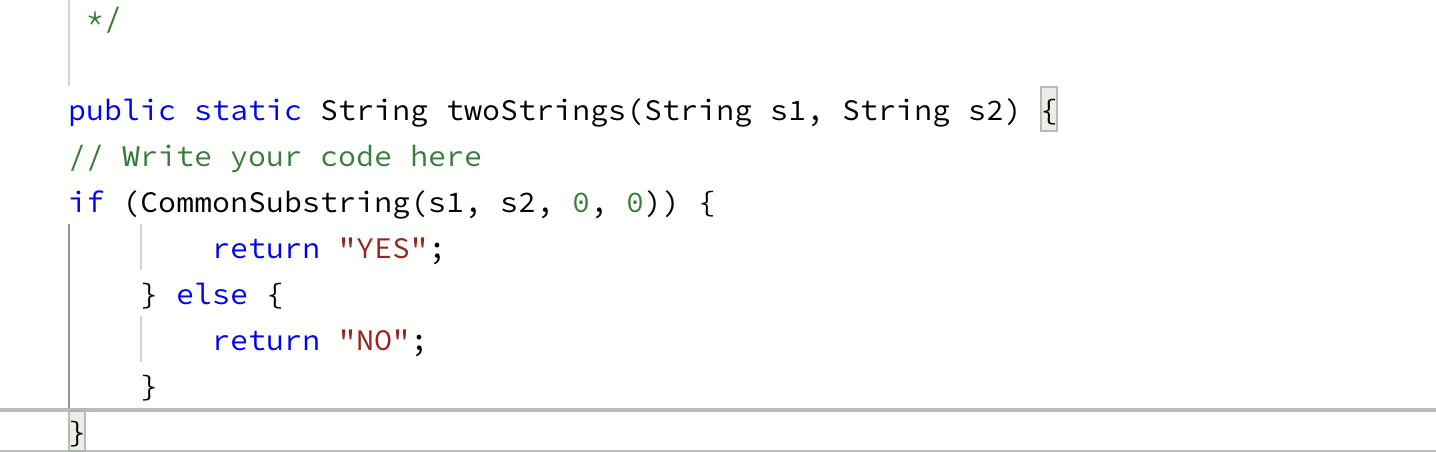 */
public static String twoStrings(String s1, String s2) {
// Write your code here
if (CommonSubstring(s1, s2, 0, 0)) {
return "YES";
} else {
return "NO";
}
}